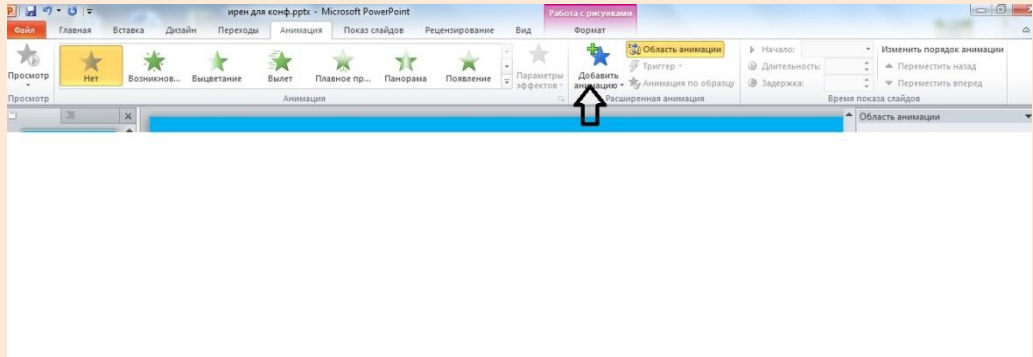 ирен для конф.pptx - Microsoft PowerPoint
Работа с рисунками
Файл Главная Вставка Дизайн Переходы Анимация Показ слайдов Рецензирование Вид Формат
Просмотр
Нет Возникнов... Выцветание Вылет Плавное пр... Панорама Появление
Параметры эффектов
Добавить анимацию
Область анимации
Триггер
Анимация по образцу
Начало:
Длительность:
Задержка:
Изменить порядок анимации
Переместить назад
Переместить вперед
Просмотр Анимация Расширенная анимация Время показа слайдов
Область анимации